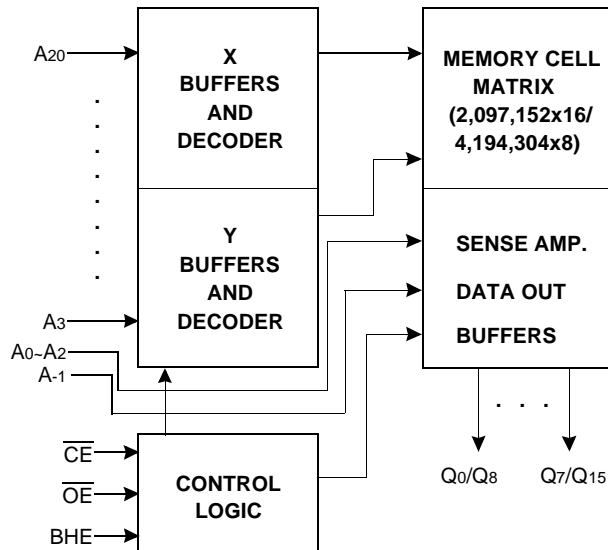 A20
X
BUFFERS
AND
DECODER
Y
BUFFERS
AND
DECODER
MEMORY CELL
MATRIX
(2,097,152x16/
4,194,304x8)
SENSE AMP.
DATA OUT
BUFFERS
A3
A0~A2
A-1
CE
OE
BHE
CONTROL
LOGIC
. . .
Q0/Q8
Q7/Q15